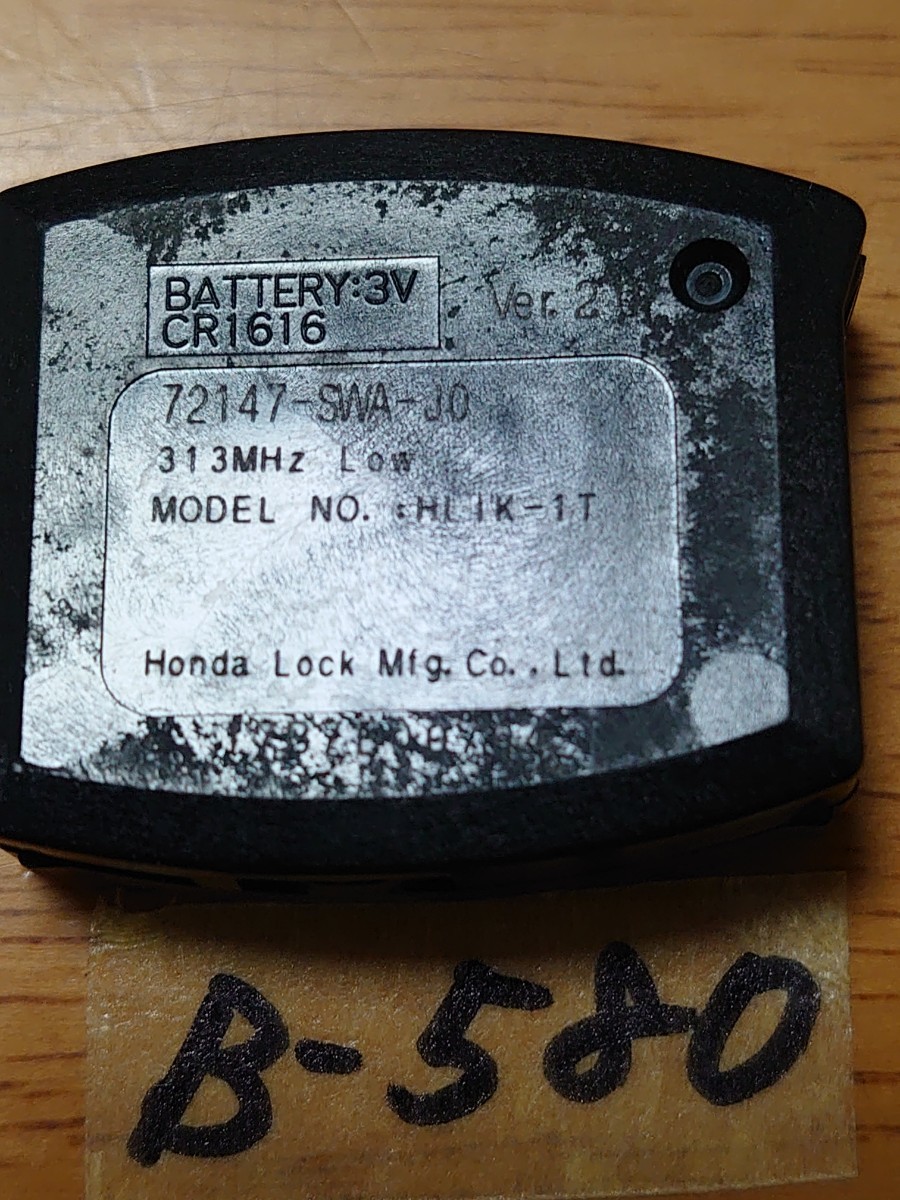 BATTERY:3V
CR1616
Ver. 2
72147-SWA-J0
313MHz Low
MODEL NO. :HLIK-1T
Honda Lock Mfg. Co., Ltd.
B-580